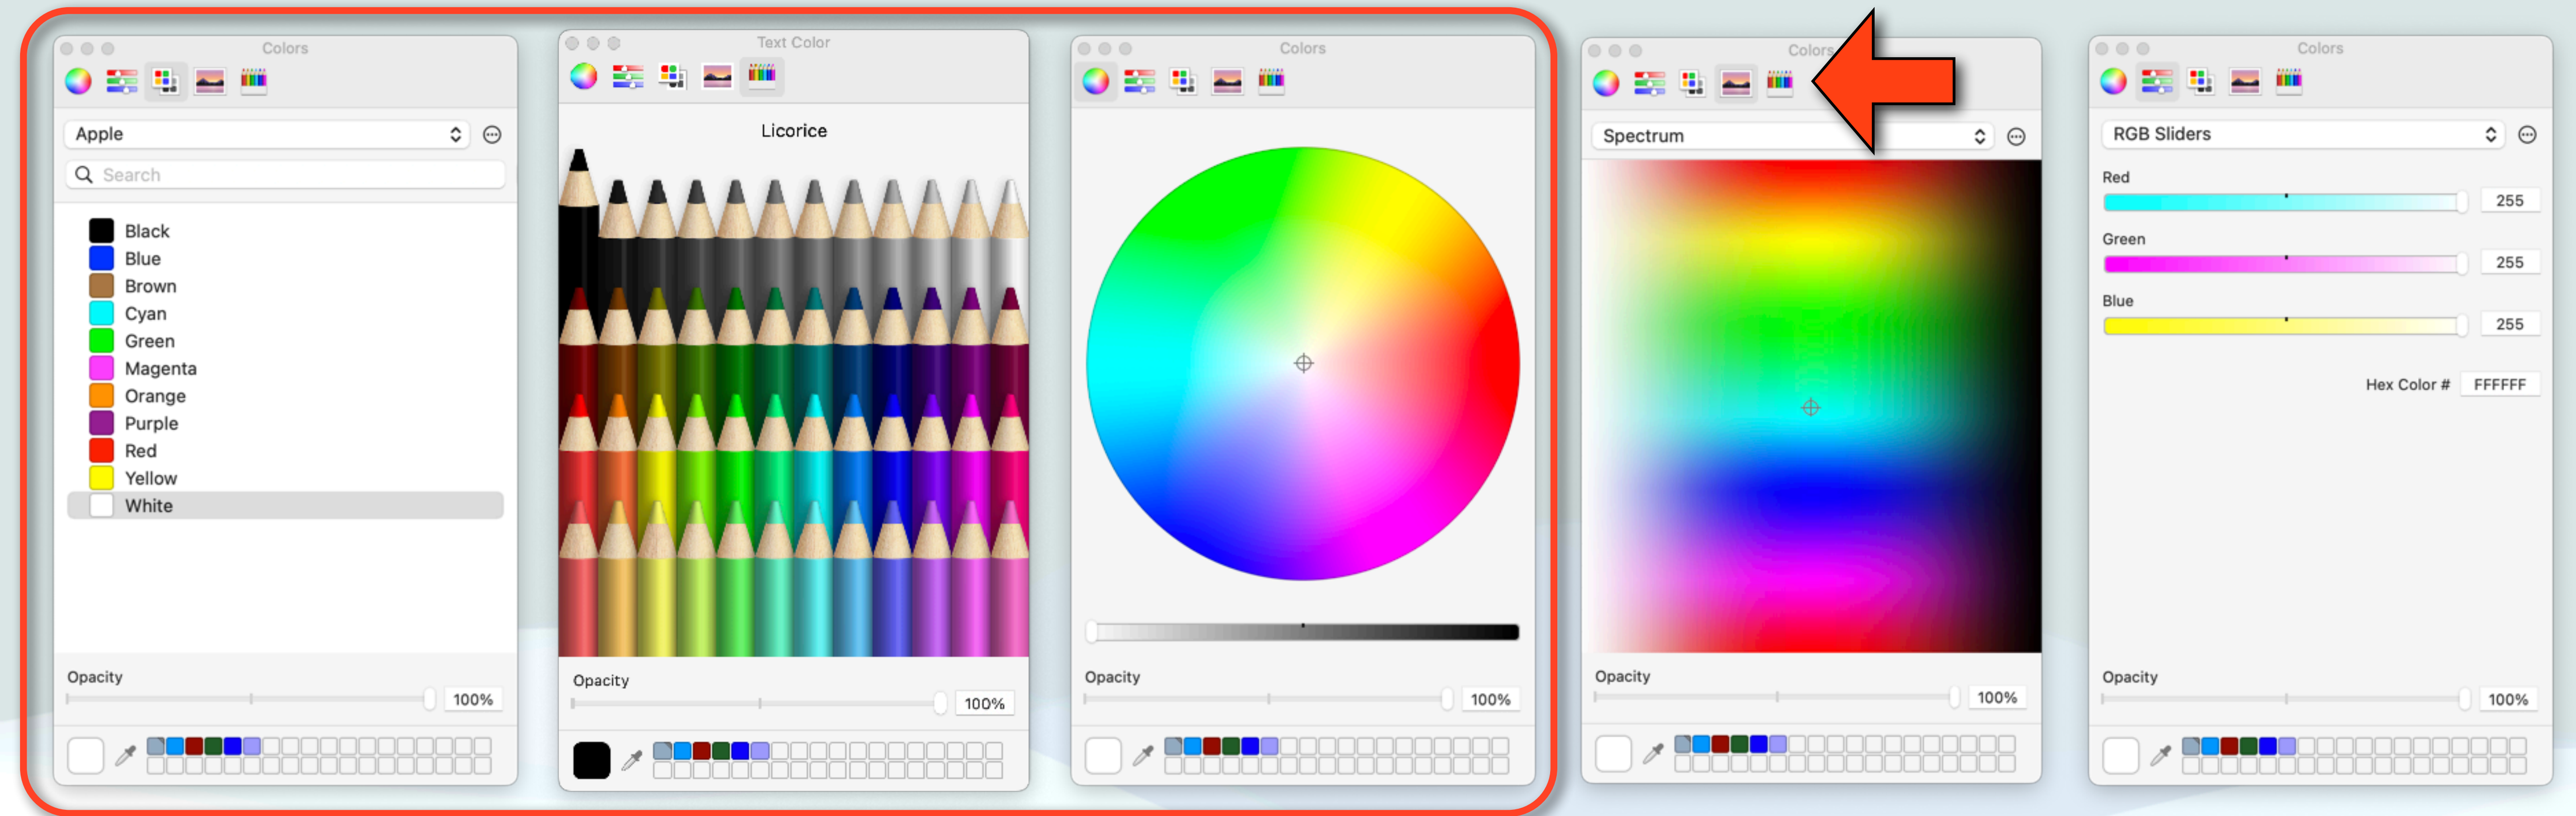 Colors
Apple
Search
Black
Blue
Brown
Cyan
Green
Magenta
Orange
Purple
Red
Yellow
White
Opacity
100%
Text Color
Licorice
Opacity
100%
Colors
Opacity
100%
Colors
Spectrum
Opacity
100%
Colors
RGB Sliders
Red
255
Green
255
Blue
255
Hex Color # FFFFFF
Opacity
100%